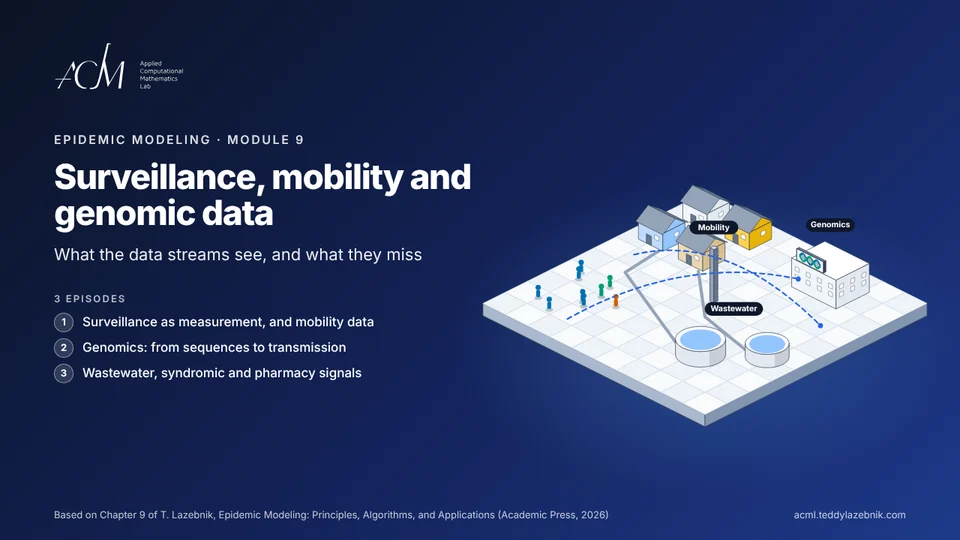 ACM
Applied
Computational
Mathematics
Lab
EPIDEMIC MODELING · MODULE 9
Surveillance, mobility and
genomic data
What the data streams see, and what they miss
3 EPISODES
1 Surveillance as measurement, and mobility data
2 Genomics: from sequences to transmission
3 Wastewater, syndromic and pharmacy signals
Mobility
Genomics
Wastewater
Based on Chapter 9 of T. Lazebnik, Epidemic Modeling: Principles, Algorithms, and Applications (Academic Press, 2026)
acml.teddylazebnik.com